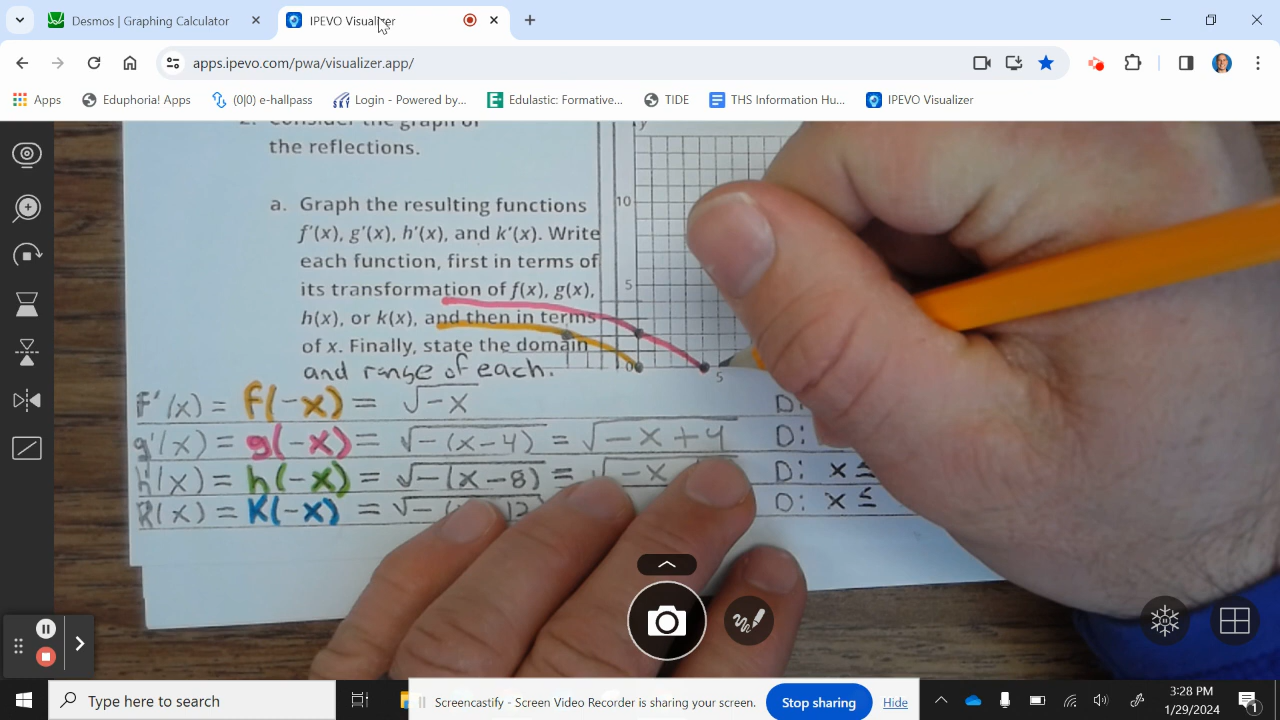 Desmos | Graphing Calculator
IPEVO Visualizer
apps.ipevo.com/pwa/visualizer.app/
Apps
Eduphoria! Apps
(0|0) e-hallpass
Login - Powered by...
Edulastic: Formative...
TIDE
THS Information Hu...
IPEVO Visualizer
the reflections.
y
a. Graph the resulting functions
f'(x), g'(x), h'(x), and k'(x). Write
each function, first in terms of
its transformation of f(x), g(x),
h(x), or k(x), and then in terms
of x. Finally, state the domain
and range of each.
10
5
0
5
F'(x) = f(-x) = √-x
D:
g'(x) = g(-x) = √-(x-4) = √-x+4
D:
h'(x) = h(-x) = √-(x-8) = √-x
D: x ≤
K(x) = K(-x) = √-( 12
D: x ≤
Type here to search
Screencastify - Screen Video Recorder is sharing your screen.
Stop sharing
Hide
3:28 PM
1/29/2024
1